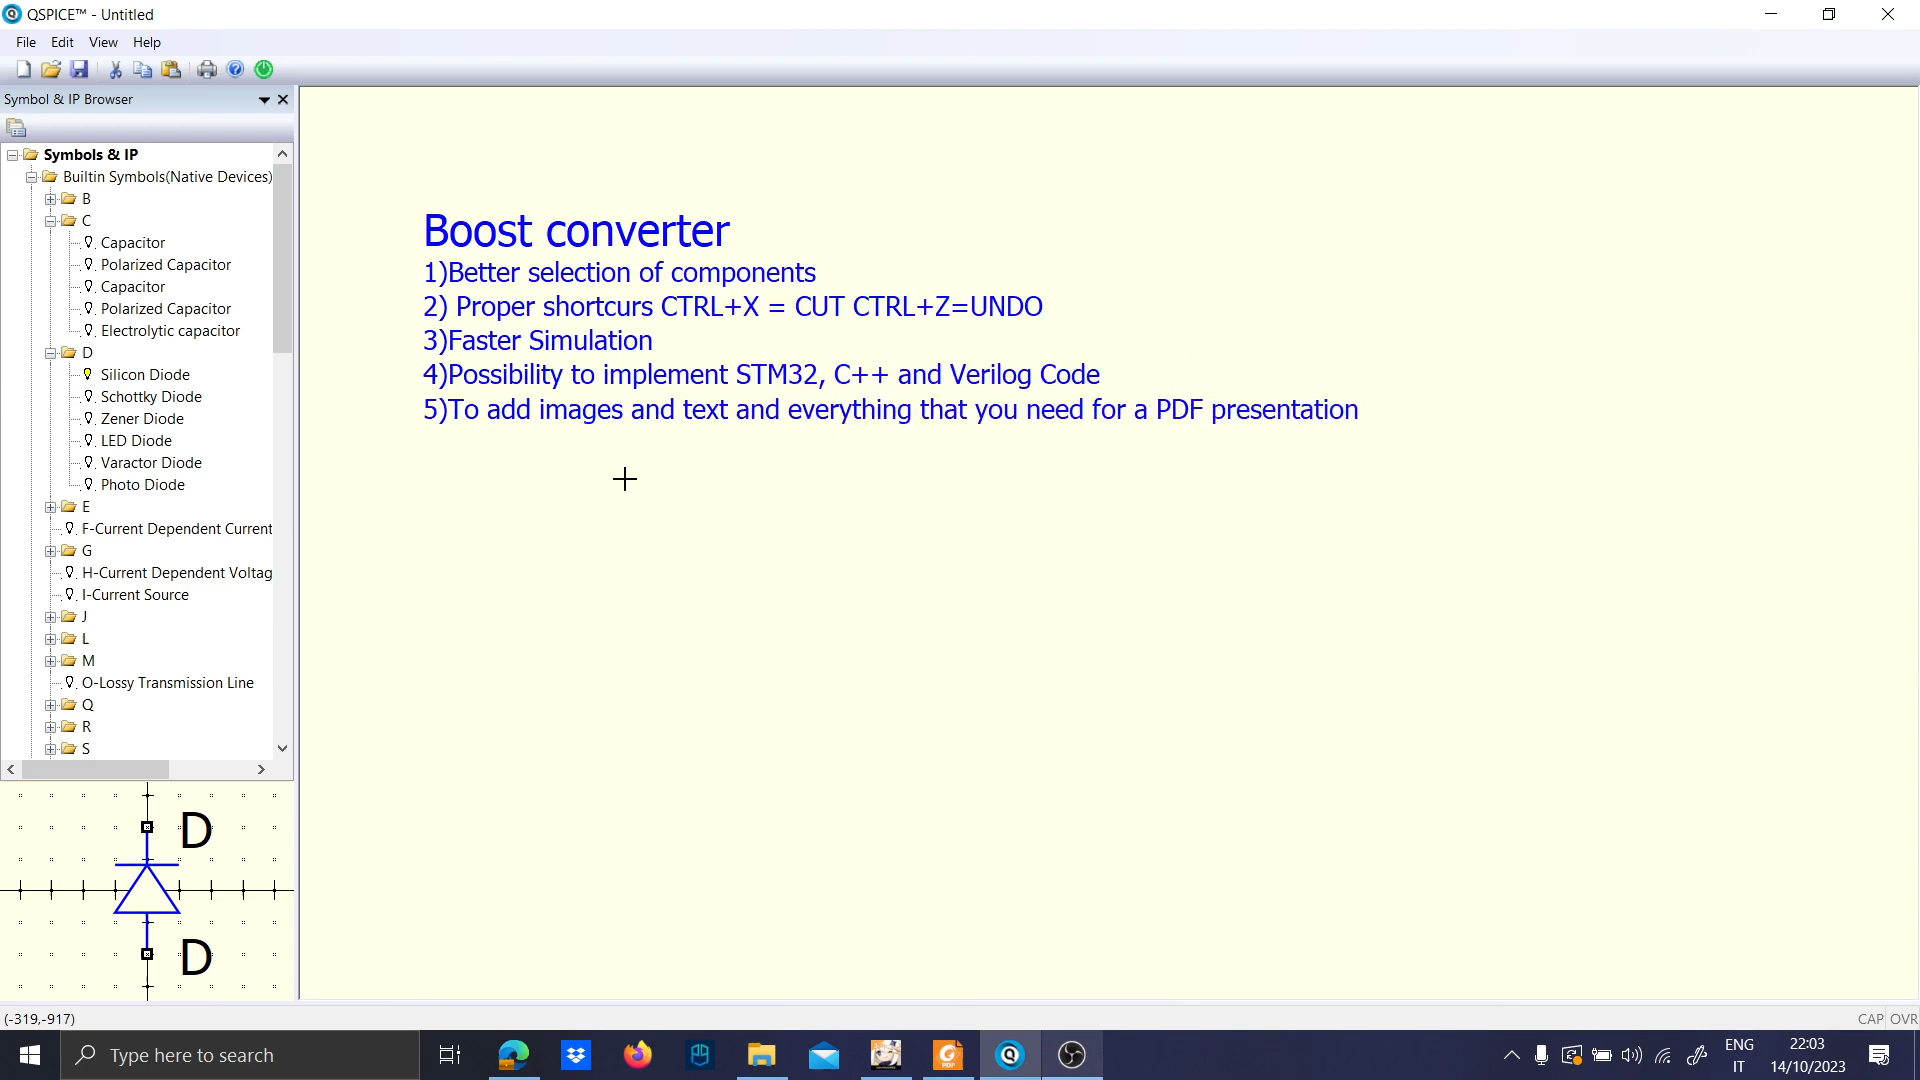 QSPICE™ - Untitled
File Edit View Help
Symbol & IP Browser
Symbols & IP
Builtin Symbols(Native Devices)
B
C
Capacitor
Polarized Capacitor
Capacitor
Polarized Capacitor
Electrolytic capacitor
D
Silicon Diode
Schottky Diode
Zener Diode
LED Diode
Varactor Diode
Photo Diode
E
F-Current Dependent Current
G
H-Current Dependent Voltag
I-Current Source
J
L
M
O-Lossy Transmission Line
Q
R
S
D
D
Boost converter
1)Better selection of components
2) Proper shortcurs CTRL+X = CUT CTRL+Z=UNDO
3)Faster Simulation
4)Possibility to implement STM32, C++ and Verilog Code
5)To add images and text and everything that you need for a PDF presentation
(-319,-917)
CAP OVR
Type here to search
ENG
IT
22:03
14/10/2023